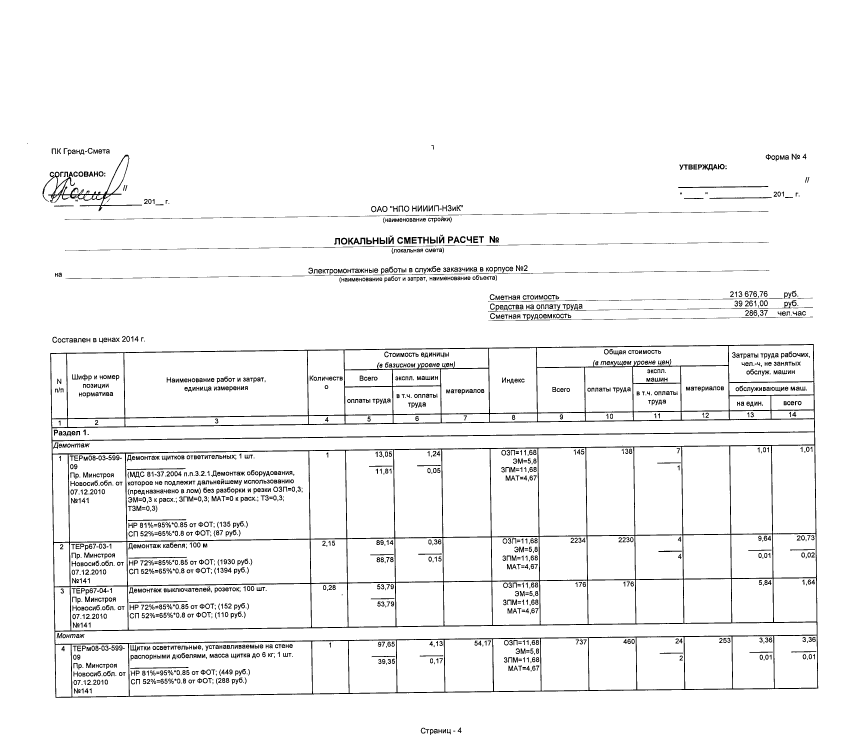 ПК Гранд-Смета
Форма № 4
СОГЛАСОВАНО:
УТВЕРЖДАЮ:
//
//
201__ г.
"____" 201__ г.
ОАО "НПО НИИИП-НЗиК"
(наименование стройки)
ЛОКАЛЬНЫЙ СМЕТНЫЙ РАСЧЕТ №
(локальная смета)
на Электромонтажные работы в службе заказчика в корпусе №2
(наименование работ и затрат, наименование объекта)
Сметная стоимость 213 676,76 руб.
Средства на оплату труда 39 261,00 руб.
Сметная трудоемкость 286,37 чел.час
Составлен в ценах 2014 г.
N п/п
Шифр и номер позиции норматива
Наименование работ и затрат, единица измерения
Количество
Стоимость единицы (в базисном уровне цен)
Всего
оплаты труда
экспл. машин
в т.ч. оплаты труда
материалов
Индекс
Общая стоимость (в текущем уровне цен)
Всего
оплаты труда
экспл. машин
в т.ч. оплаты труда
материалов
Затраты труда рабочих, чел.-ч, не занятых обслуж. машин
обслуживающие маш.
на един.
всего
1 2 3 4 5 6 7 8 9 10 11 12 13 14
Раздел 1.
Демонтаж
1 ТЕРм08-03-599-09 Демонтаж щитков ответительных; 1 шт. 1 13,05 1,24 ОЗП=11,68 145 138 7 1,01 1,01
Пр. Минстроя (МДС 81-37.2004 п.п.3.2.1.Демонтаж оборудования, 11,81 0,05 ЭМ=5,8 1
Новосиб.обл. от которое не подлежит дальнейшему использованию ЗПМ=11,68
07.12.2010 (предназначено в лом) без разборки и резки ОЗП=0,3; МАТ=4,67
№141 ЭМ=0,3 к расх.; ЗПМ=0,3; МАТ=0 к расх.; ТЗ=0,3;
ТЗМ=0,3)
НР 81%=95%*0.85 от ФОТ; (135 руб.)
СП 52%=65%*0.8 от ФОТ; (87 руб.)
2 ТЕРр67-03-1 Демонтаж кабеля; 100 м 2,15 89,14 0,36 ОЗП=11,68 2234 2230 4 9,64 20,73
Пр. Минстроя ЭМ=5,8
Новосиб.обл. от НР 72%=85%*0.85 от ФОТ; (1930 руб.) 88,78 0,15 ЗПМ=11,68 4 0,01 0,02
07.12.2010 СП 52%=65%*0.8 от ФОТ; (1394 руб.) МАТ=4,67
№141
3 ТЕРр67-04-1 Демонтаж выключателей, розеток; 100 шт. 0,28 53,79 ОЗП=11,68 176 176 5,84 1,64
Пр. Минстроя ЭМ=5,8
Новосиб.обл. от НР 72%=85%*0.85 от ФОТ; (152 руб.) 53,79 ЗПМ=11,68
07.12.2010 СП 52%=65%*0.8 от ФОТ; (110 руб.) МАТ=4,67
№141
Монтаж
4 ТЕРм08-03-599-09 Щитки осветительные, устанавливаемые на стене 1 97,65 4,13 54,17 ОЗП=11,68 737 460 24 253 3,36 3,36
Пр. Минстроя распорными дюбелями, масса щитка до 6 кг; 1 шт. 39,35 0,17 ЭМ=5,8 2 0,01 0,01
Новосиб.обл. от НР 81%=95%*0.85 от ФОТ; (449 руб.) ЗПМ=11,68
07.12.2010 СП 52%=65%*0.8 от ФОТ; (288 руб.) МАТ=4,67
№141
Страниц - 4